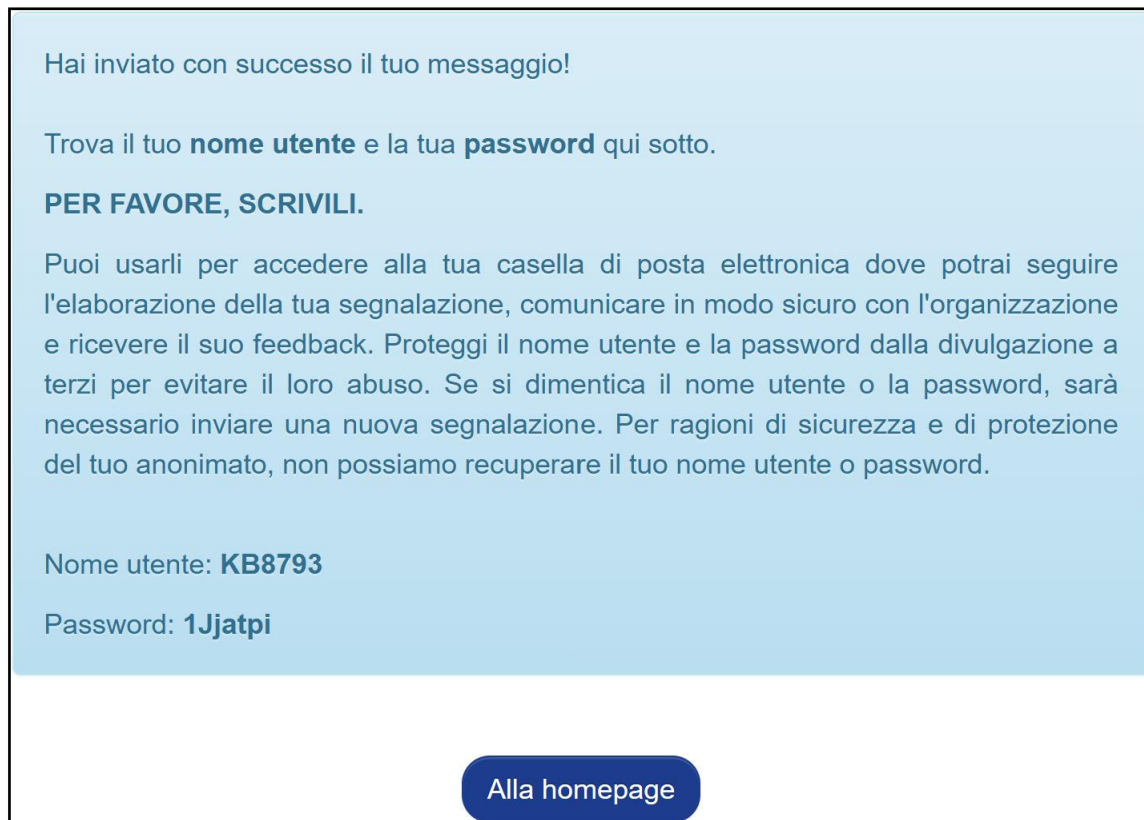 Hai inviato con successo il tuo messaggio!
Trova il tuo nome utente e la tua password qui sotto.
PER FAVORE, SCRIVILI.
Puoi usarli per accedere alla tua casella di posta elettronica dove potrai seguire
l'elaborazione della tua segnalazione, comunicare in modo sicuro con l'organizzazione
e ricevere il suo feedback. Proteggi il nome utente e la password dalla divulgazione a
terzi per evitare il loro abuso. Se si dimentica il nome utente o la password, sarà
necessario inviare una nuova segnalazione. Per ragioni di sicurezza e di protezione
del tuo anonimato, non possiamo recuperare il tuo nome utente o password.
Nome utente: KB8793
Password: 1Jjatpi
Alla homepage